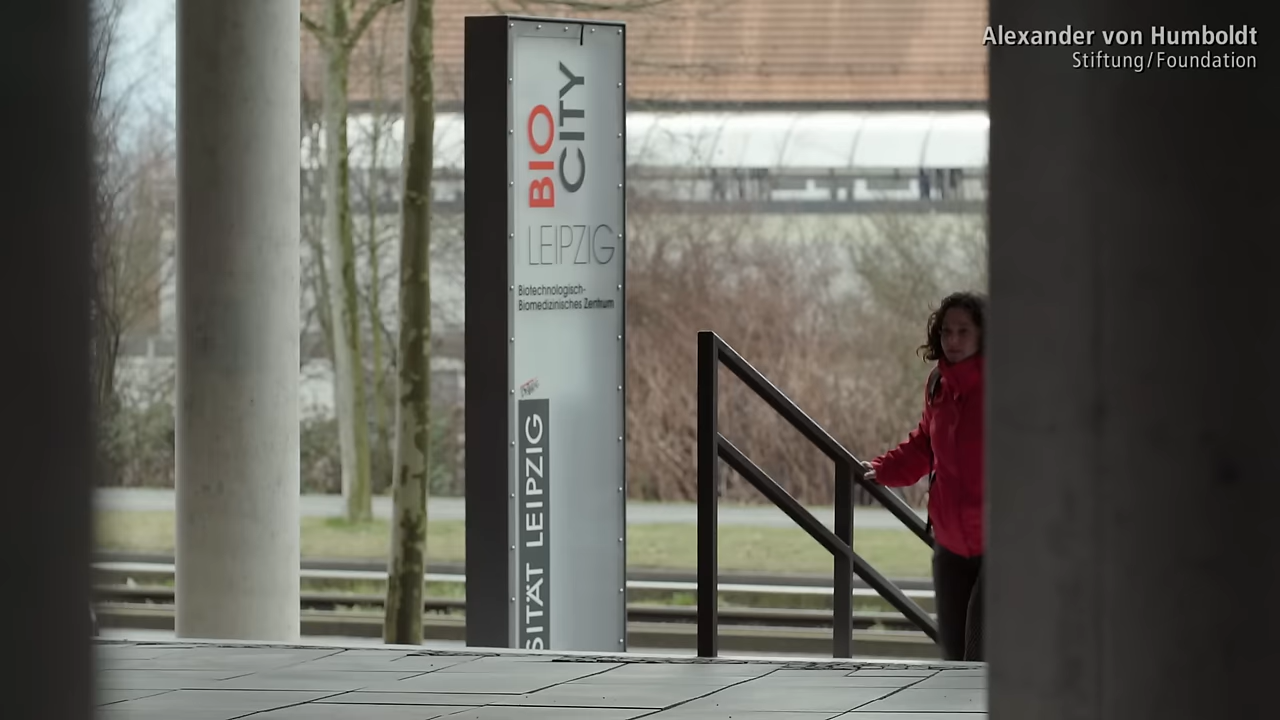 Alexander von Humboldt
Stiftung/Foundation
BIO
CITY
LEIPZIG
Biotechnologisch-
Biomedizinisches Zentrum
SITÄT LEIPZIG